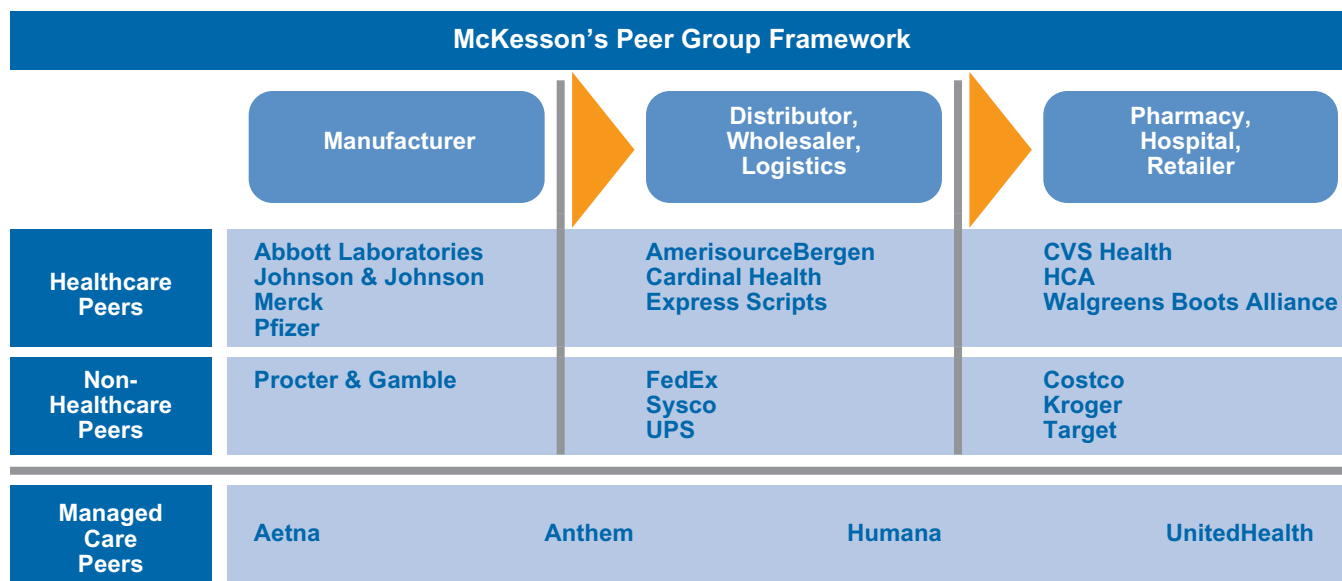 McKesson's Peer Group Framework
Manufacturer
Distributor,
Wholesaler,
Logistics
Pharmacy,
Hospital,
Retailer
Healthcare
Peers
Abbott Laboratories
Johnson & Johnson
Merck
Pfizer
AmerisourceBergen
Cardinal Health
Express Scripts
CVS Health
HCA
Walgreens Boots Alliance
Non-
Healthcare
Peers
Procter & Gamble
FedEx
Sysco
UPS
Costco
Kroger
Target
Managed
Care
Peers
Aetna
Anthem
Humana
UnitedHealth